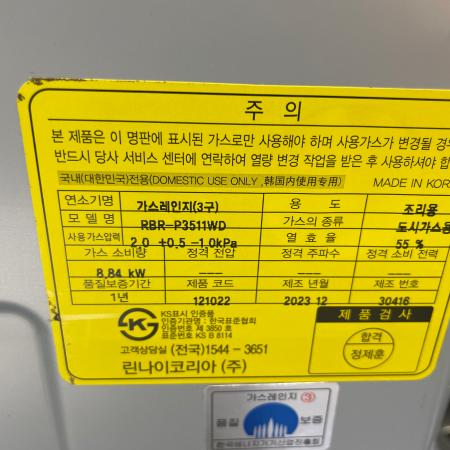 주 의
본 제품은 이 명판에 표시된 가스로만 사용해야 하며 사용가스가 변경될 경우
반드시 당사 서비스 센터에 연락하여 열량 변경 작업을 받은 후 사용하셔야 합
국내(대한민국)전용(DOMESTIC USE ONLY ,韩国内使用专用) MADE IN KOR
연소기명 가스레인지(3구) 용 도 조리용
모 델 명 RBR-P3511WD 가스의 종류 도시가스용
사용가스압력 2.0 +0.5 -1.0kPa 열 효 율 55 %
가스 소비량 정격 전압 정격 주파수 정격 소비 전력
8.84 kW --- --- ---
품질보증기간 제품 코드 제조 년월 제조 번호
1년 121022 2023 12 30416
KS표시 인증품
인증기관명 : 한국표준협회
인증번호 제 3850 호
표준번호 KS B 8114
제 품 검 사
합격
정제훈
고객상담실 (전국)1544 - 3651
린나이코리아 (주)
가스레인지 ③
품질 보증